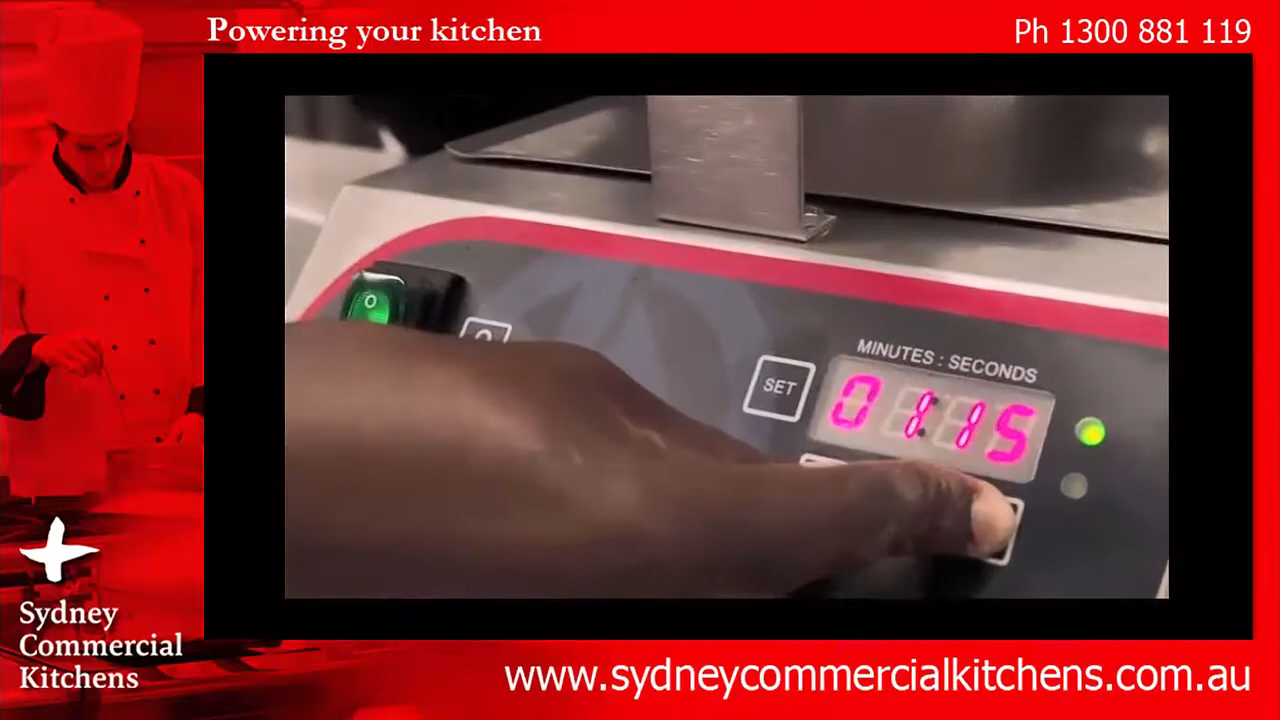 Powering your kitchen
Ph 1300 881 119
MINUTES : SECONDS
SET
01:15
Sydney
Commercial
Kitchens
www.sydneycommercialkitchens.com.au